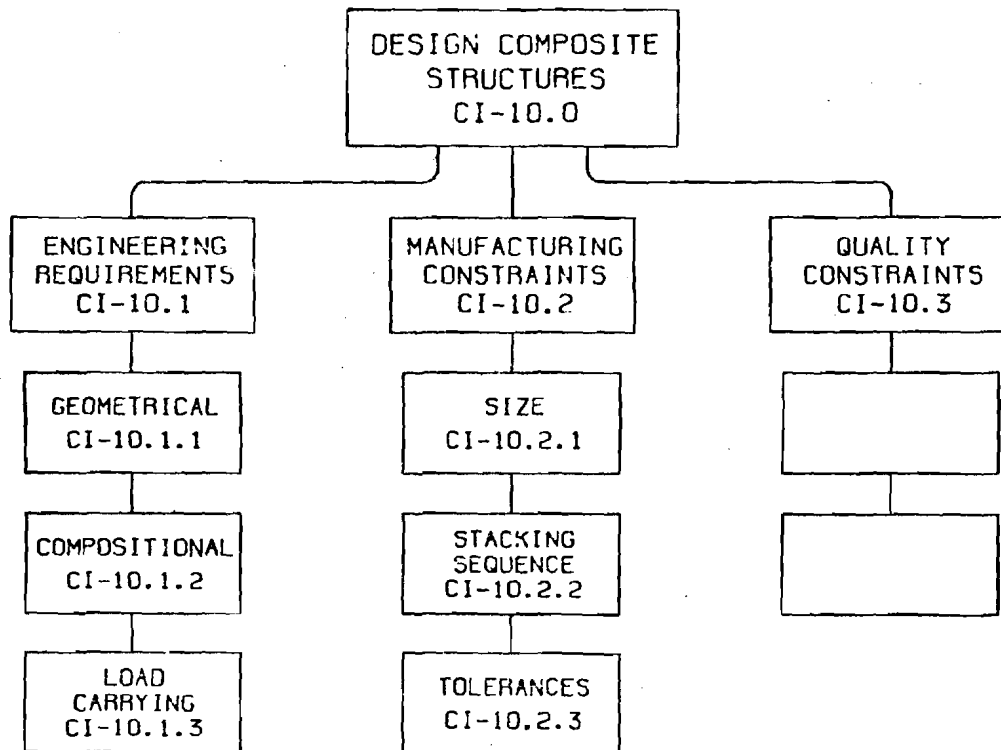 DESIGN COMPOSITE
STRUCTURES
CI-10.0
ENGINEERING
REQUIREMENTS
CI-10.1
MANUFACTURING
CONSTRAINTS
CI-10.2
QUALITY
CONSTRAINTS
CI-10.3
GEOMETRICAL
CI-10.1.1
SIZE
CI-10.2.1
COMPOSITIONAL
CI-10.1.2
STACKING
SEQUENCE
CI-10.2.2
LOAD
CARRYING
CI-10.1.3
TOLERANCES
CI-10.2.3